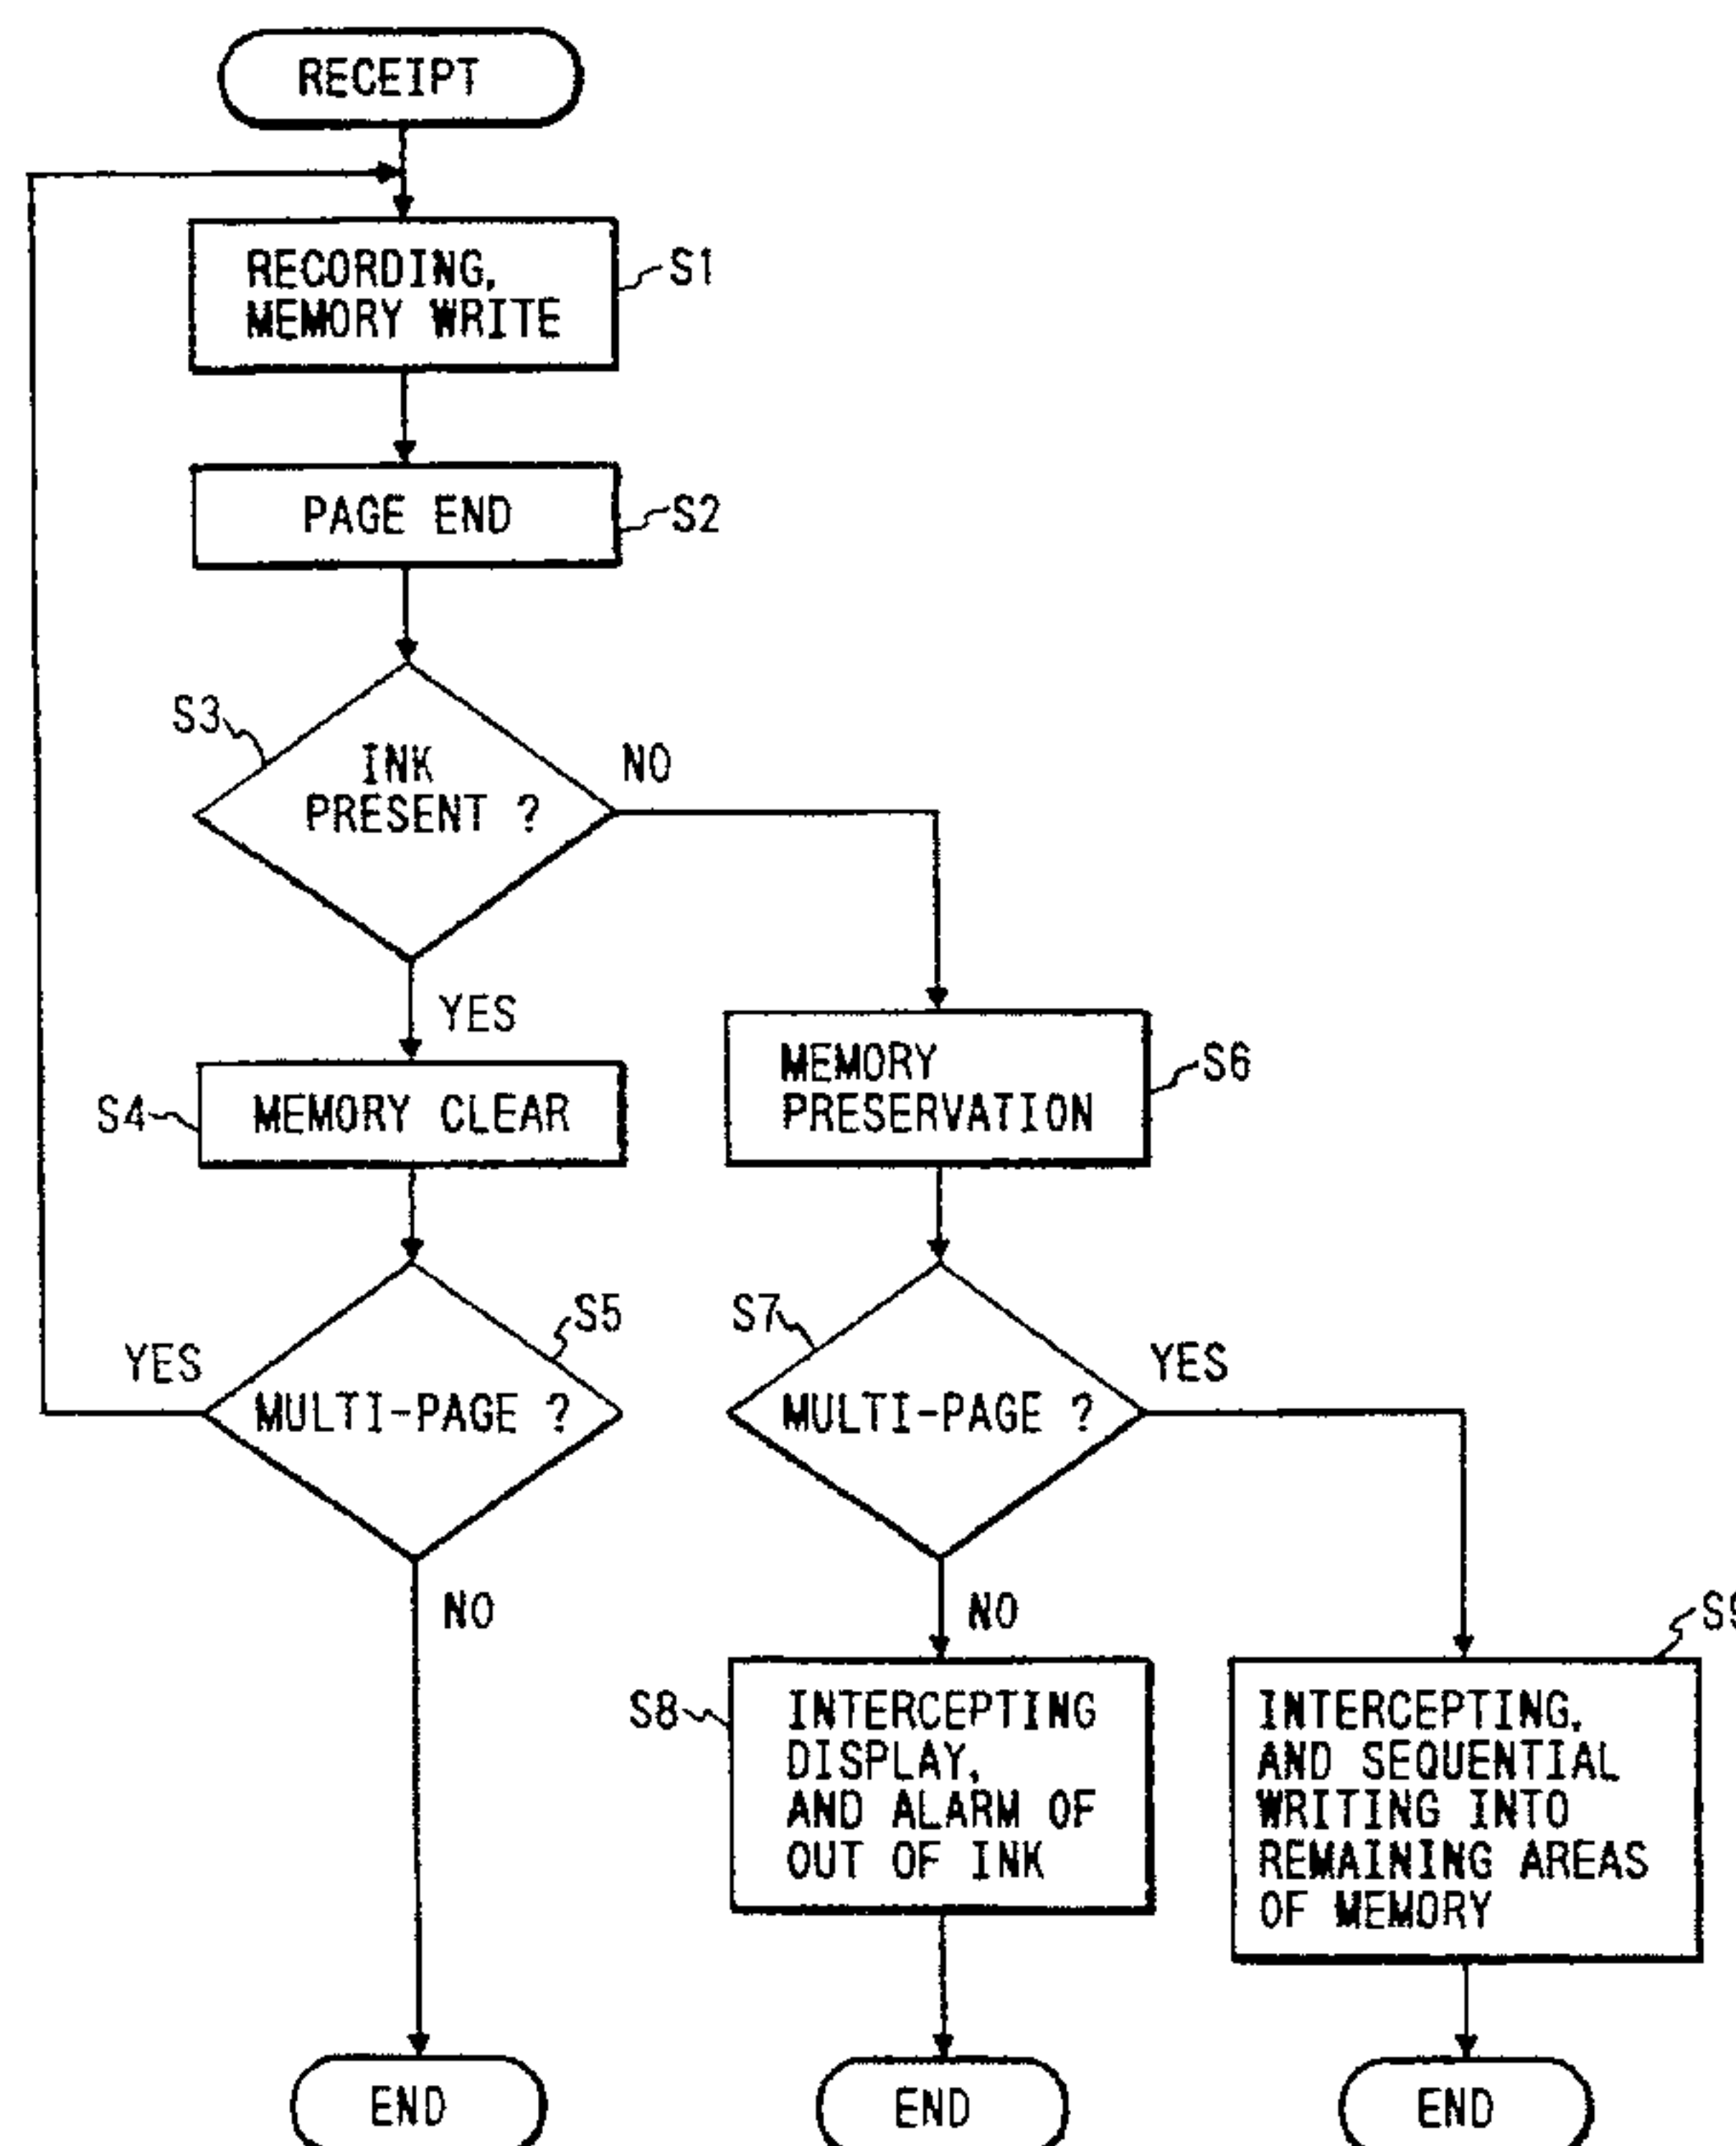 RECEIPT
RECORDING,
MEMORY WRITE
S1
PAGE END
S2
S3
INK
PRESENT ?
NO
YES
S4
MEMORY CLEAR
MEMORY
PRESERVATION
S6
S5
YES
MULTI-PAGE ?
NO
S7
MULTI-PAGE ?
YES
NO
S8
INTERCEPTING
DISPLAY,
AND ALARM OF
OUT OF INK
S9
INTERCEPTING,
AND SEQUENTIAL
WRITING INTO
REMAINING AREAS
OF MEMORY
END
END
END